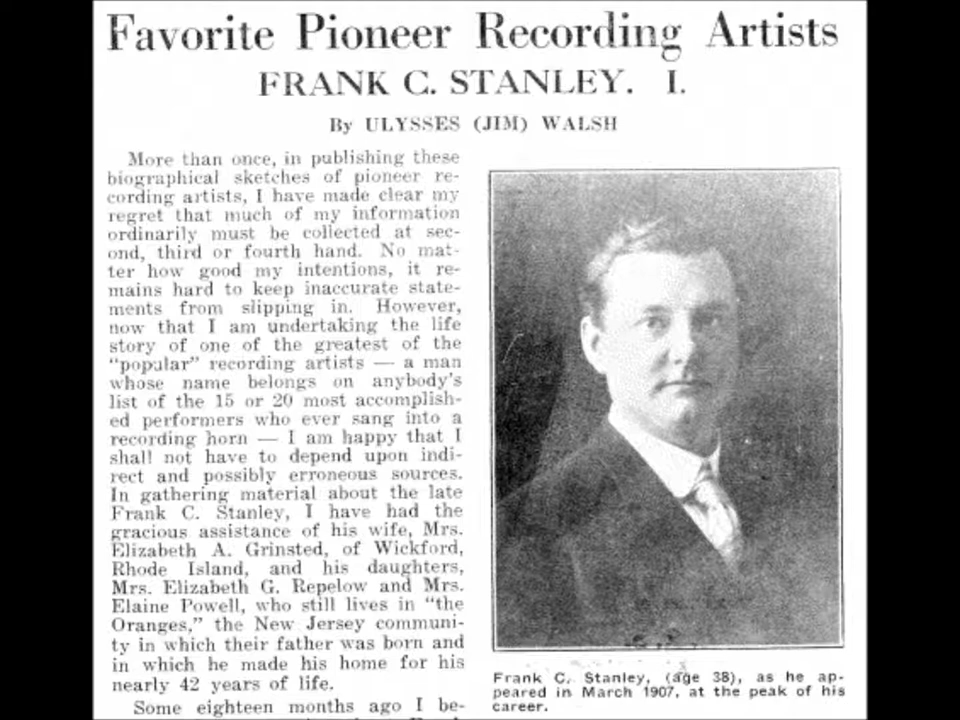 Favorite Pioneer Recording Artists
FRANK C. STANLEY. I.
By ULYSSES (JIM) WALSH
More than once, in publishing these
biographical sketches of pioneer re-
cording artists, I have made clear my
regret that much of my information
ordinarily must be collected at sec-
ond, third or fourth hand. No mat-
ter how good my intentions, it re-
mains hard to keep inaccurate state-
ments from slipping in. However,
now that I am undertaking the life
story of one of the greatest of the
"popular" recording artists — a man
whose name belongs on anybody's
list of the 15 or 20 most accomplish-
ed performers who ever sang into a
recording horn — I am happy that I
shall not have to depend upon indi-
rect and possibly erroneous sources.
In gathering material about the late
Frank C. Stanley, I have had the
gracious assistance of his wife, Mrs.
Elizabeth A. Grinsted, of Wickford,
Rhode Island, and his daughters,
Mrs. Elizabeth G. Repelow and Mrs.
Elaine Powell, who still lives in "the
Oranges," the New Jersey communi-
ty in which their father was born and
in which he made his home for his
nearly 42 years of life.
Some eighteen months ago I be-
Frank C. Stanley, (age 38), as he ap-
peared in March 1907, at the peak of his
career.